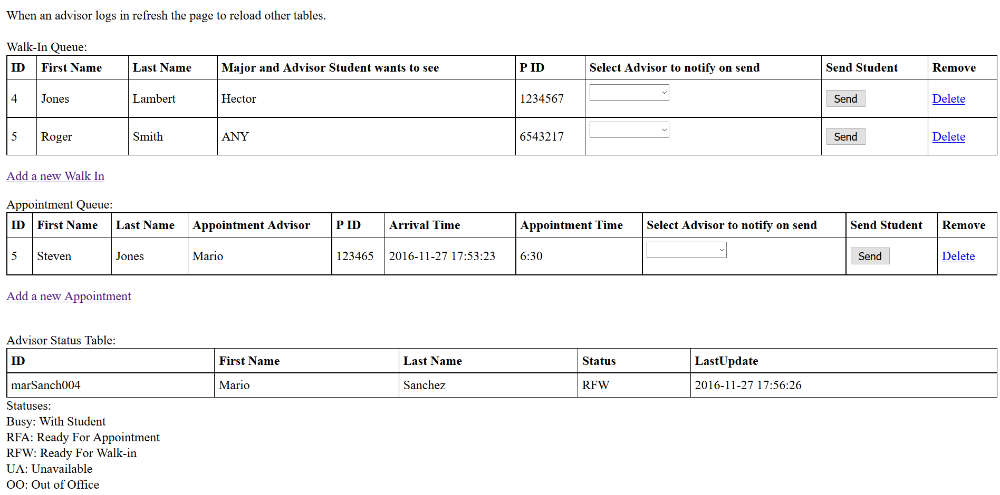 When an advisor logs in refresh the page to reload other tables.
Walk-In Queue:
ID First Name Last Name Major and Advisor Student wants to see P ID Select Advisor to notify on send Send Student Remove
4 Jones Lambert Hector 1234567 Send Delete
5 Roger Smith ANY 6543217 Send Delete
Add a new Walk In
Appointment Queue:
ID First Name Last Name Appointment Advisor P ID Arrival Time Appointment Time Select Advisor to notify on send Send Student Remove
5 Steven Jones Mario 123465 2016-11-27 17:53:23 6:30 Send Delete
Add a new Appointment
Advisor Status Table:
ID First Name Last Name Status LastUpdate
marSanch004 Mario Sanchez RFW 2016-11-27 17:56:26
Statuses:
Busy: With Student
RFA: Ready For Appointment
RFW: Ready For Walk-in
UA: Unavailable
OO: Out of Office